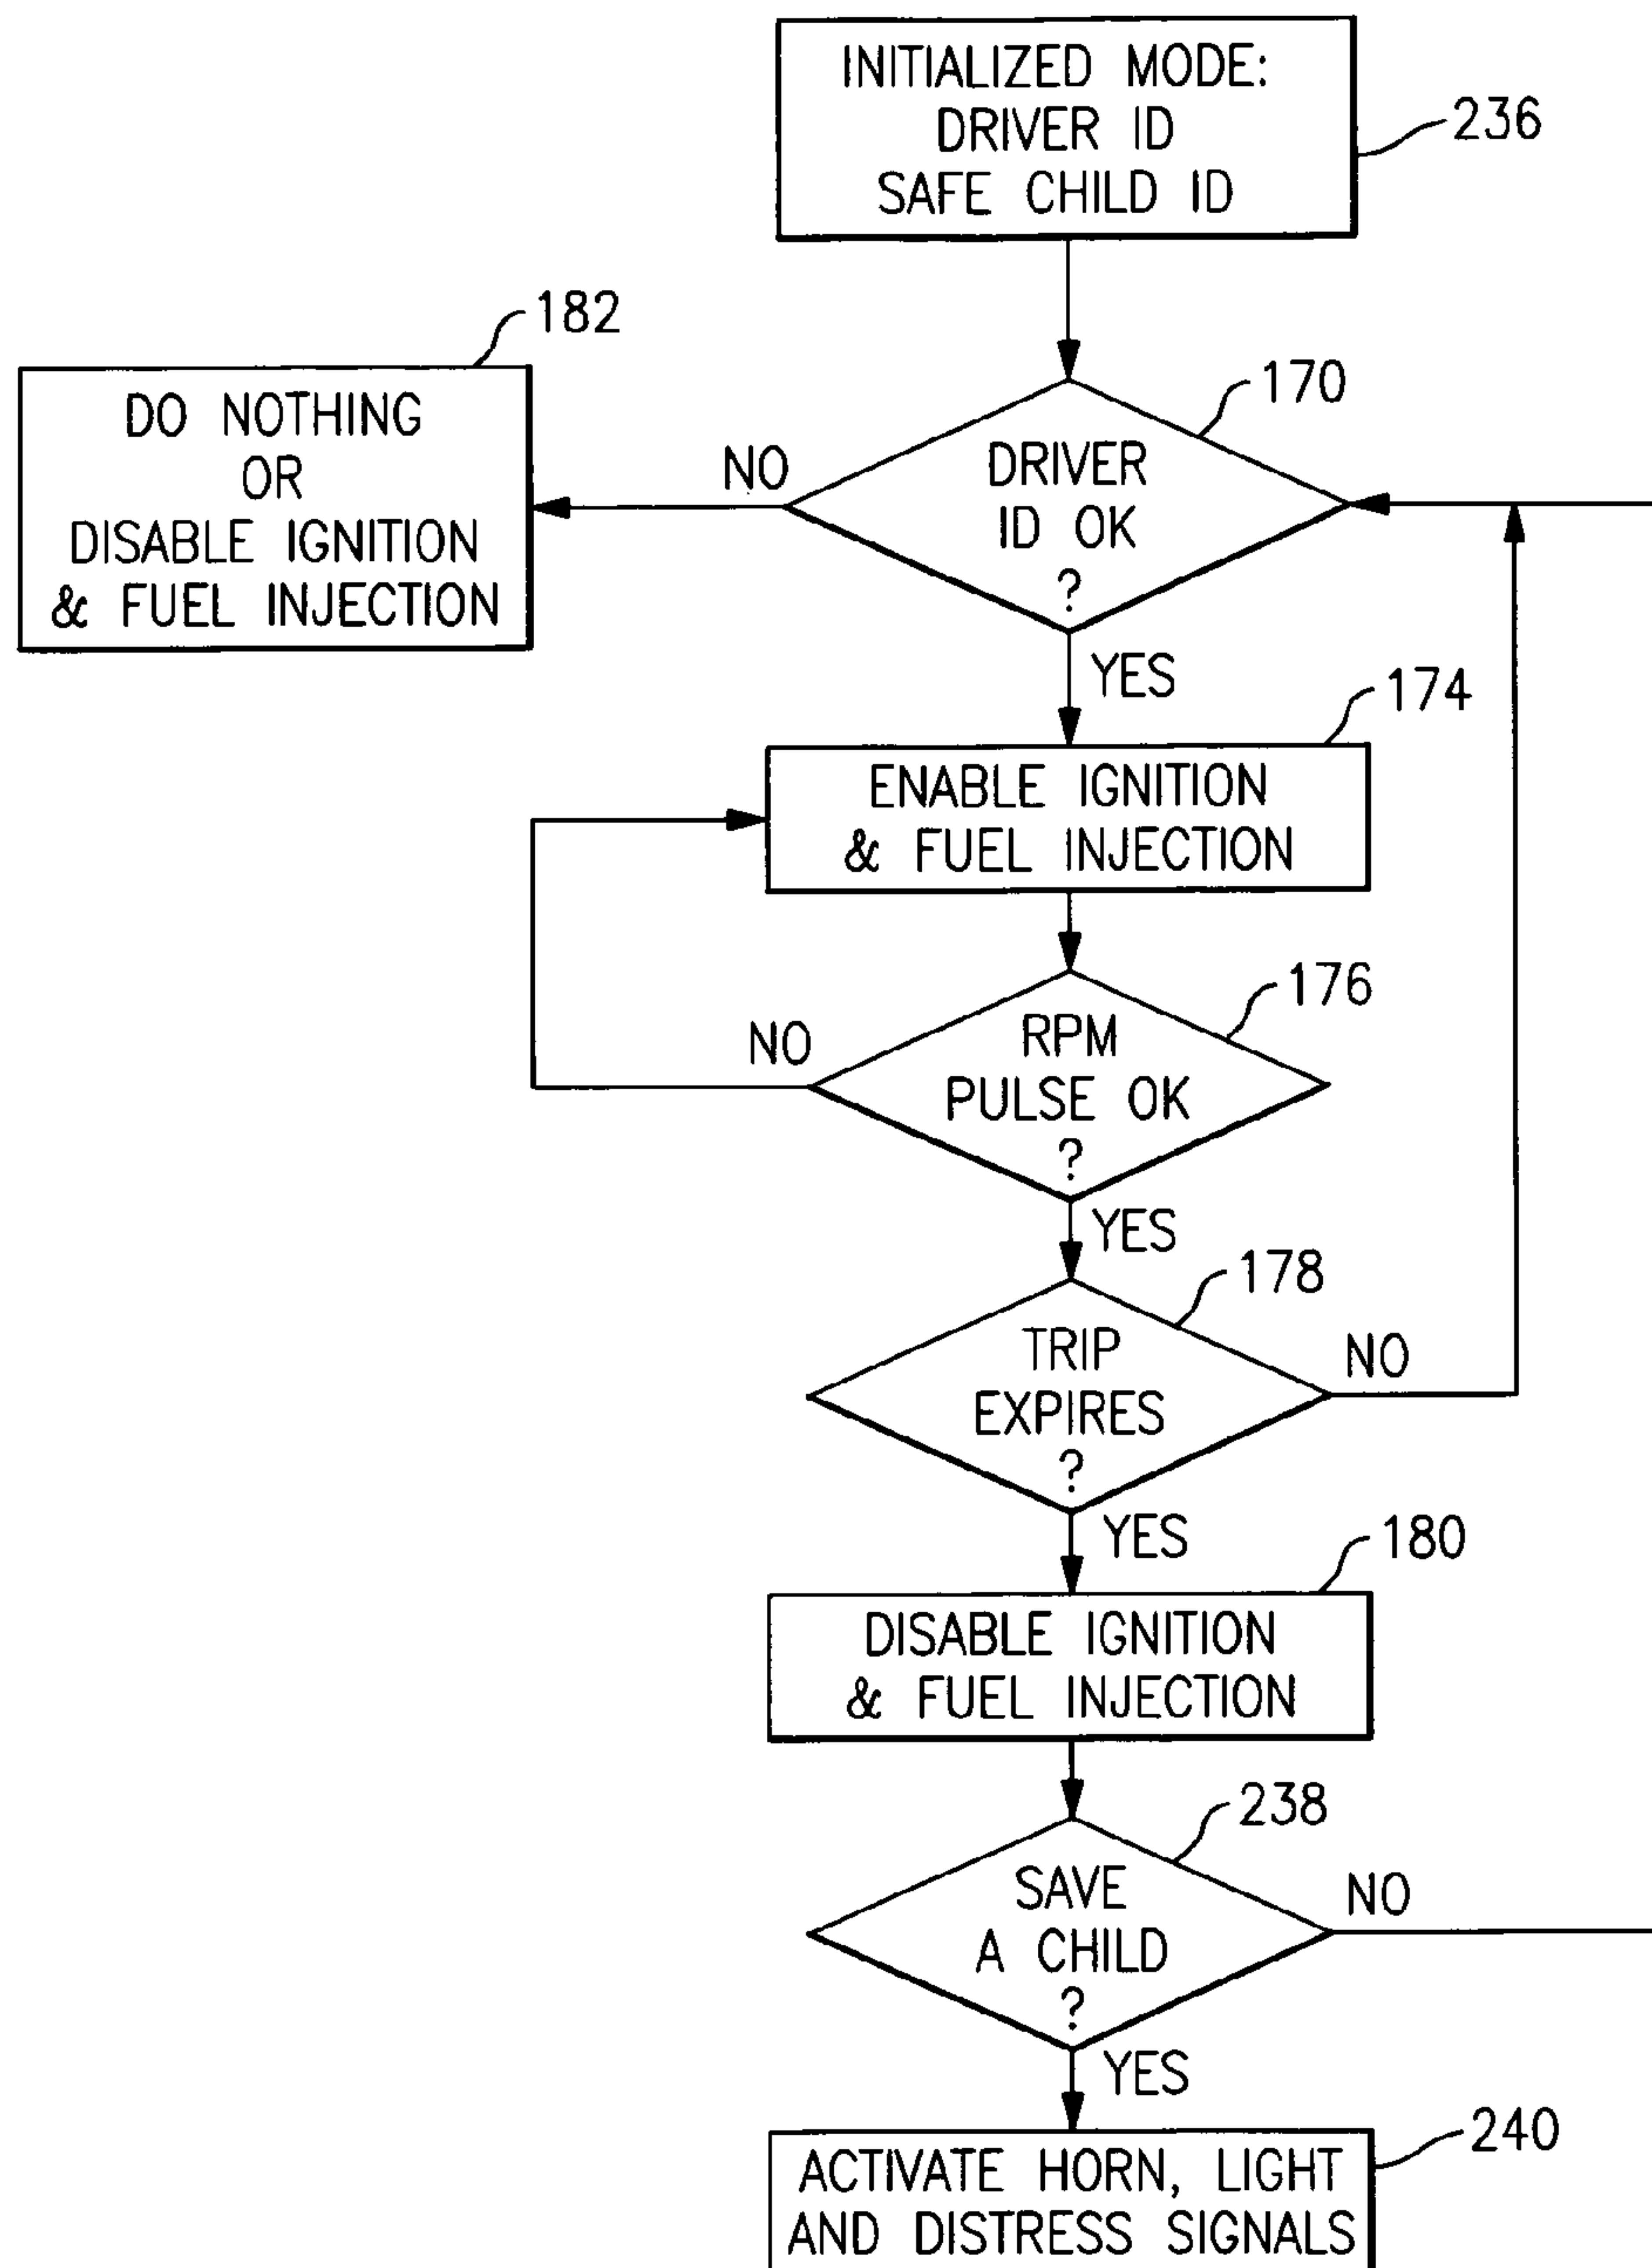 INITIALIZED MODE:
DRIVER ID
SAFE CHILD ID
236
182
DO NOTHING
OR
DISABLE IGNITION
& FUEL INJECTION
170
NO
DRIVER
ID OK
?
YES
174
ENABLE IGNITION
& FUEL INJECTION
176
NO
RPM
PULSE OK
?
YES
178
TRIP
EXPIRES
?
NO
YES
180
DISABLE IGNITION
& FUEL INJECTION
238
SAVE
A CHILD
?
NO
YES
240
ACTIVATE HORN, LIGHT
AND DISTRESS SIGNALS